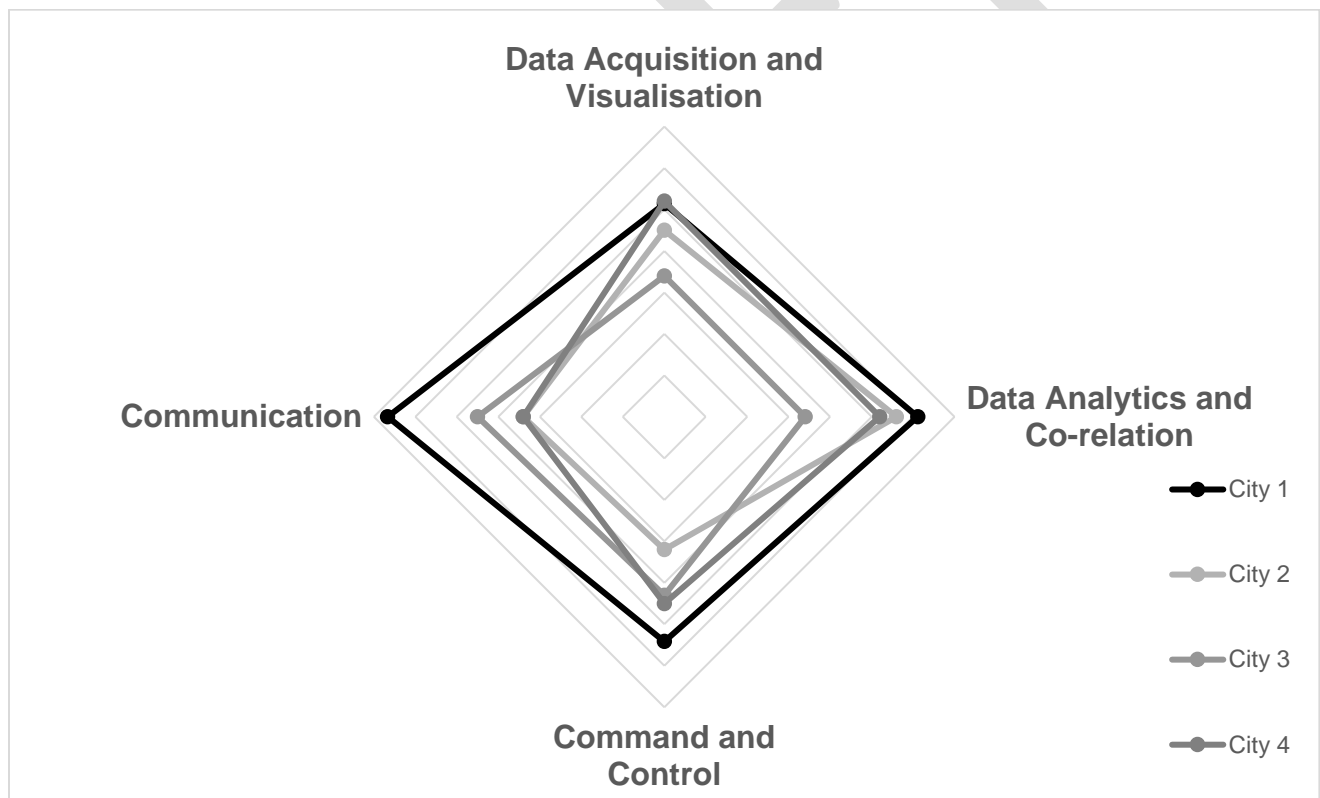 Data Acquisition and
Visualisation
Communication
Data Analytics and
Co-relation
City 1
City 2
City 3
Command and
Control
City 4